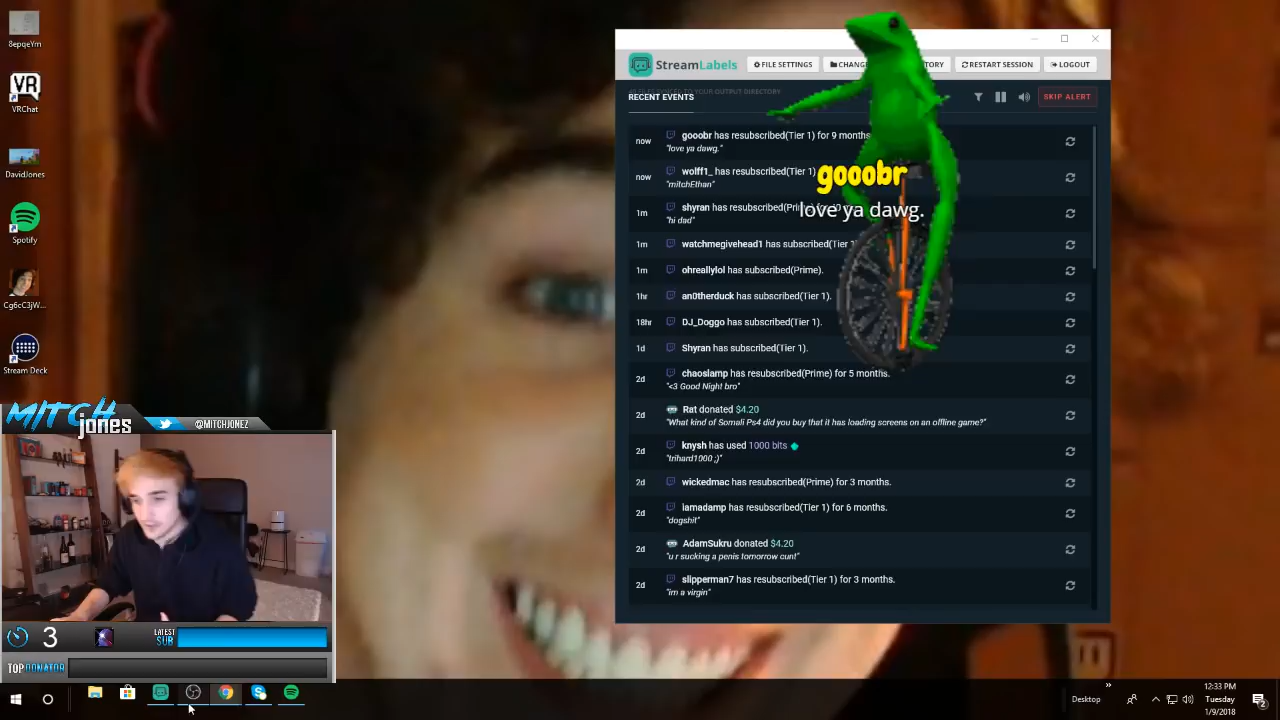 8epqeYm
VR
VRChat
DavidJones
Spotify
Cg6cC3jW...
Stream Deck
StreamLabels
FILE SETTINGS
RESTART SESSION
LOGOUT
RECENT EVENTS
SKIP ALERT
now
gooobr has resubscribed(Tier 1) for 9 months
"love ya dawg."
now
wolff1_ has resubscribed(Tier 1)
"mitchEthan"
gooobr
love ya dawg.
1m
shyran has resubscribed
"hi dad"
1m
watchmegivehead1 has subscribed(Tier 1
1m
ohreallylol has subscribed(Prime).
1hr
an0therduck has subscribed(Tier 1).
18hr
DJ_Doggo has subscribed(Tier 1).
1d
Shyran has subscribed(Tier 1).
2d
chaoslamp has resubscribed(Prime) for 5 months.
"<3 Good Night bro"
2d
Rat donated $4.20
"What kind of Somali Ps4 did you buy that it has loading screens on an offline game?"
2d
knysh has used 1000 bits
"trihard1000 ;)"
2d
wickedmac has resubscribed(Prime) for 3 months.
2d
iamadamp has resubscribed(Tier 1) for 6 months.
"dogshit"
2d
AdamSukru donated $4.20
"u r sucking a penis tomorrow cunt"
2d
slipperman7 has resubscribed(Tier 1) for 3 months.
"im a virgin"
MITCH
jones
@MITCHJONEZ
3
LATEST
SUB
TOP DONATOR
Desktop
12:33 PM
Tuesday
1/9/2018
2